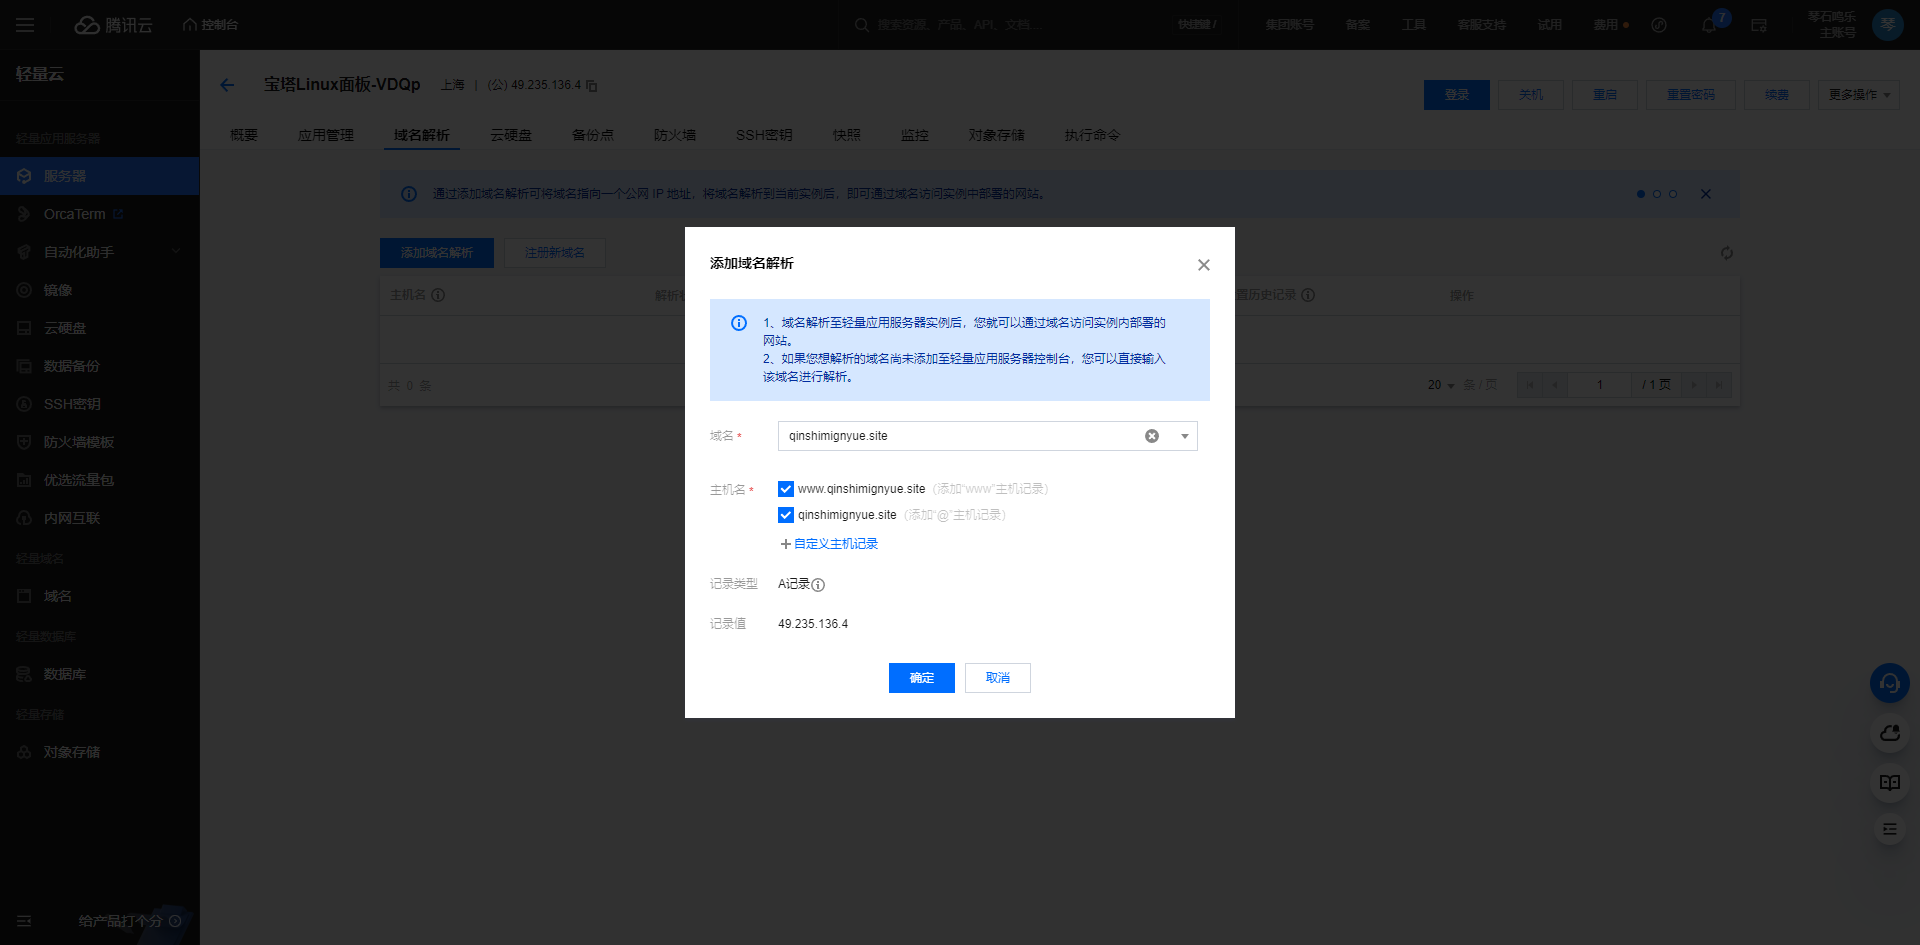 腾讯云
控制台
搜索资源、产品、API、文档...
快捷键 /
集团账号
备案
工具
客服支持
试用
费用
7
琴石鸣乐
主账号
琴
轻量云
轻量应用服务器
服务器
OrcaTerm
自动化助手
镜像
云硬盘
数据备份
SSH密钥
防火墙模板
优选流量包
内网互联
轻量域名
域名
轻量数据库
数据库
轻量存储
对象存储
给产品打个分
宝塔Linux面板-VDQp
上海 | (公) 49.235.136.4
登录
关机
重启
重置密码
续费
更多操作
概要
应用管理
域名解析
云硬盘
备份点
防火墙
SSH密钥
快照
监控
对象存储
执行命令
通过添加域名解析可将域名指向一个公网 IP 地址，将域名解析到当前实例后，即可通过域名访问实例中部署的网站。
添加域名解析
注册新域名
主机名
解析
置历史记录
操作
共 0 条
20
条 / 页
1
/ 1 页
添加域名解析
1、域名解析至轻量应用服务器实例后，您就可以通过域名访问实例内部署的
网站。
2、如果您想解析的域名尚未添加至轻量应用服务器控制台，您可以直接输入
该域名进行解析。
域名 *
qinshimignyue.site
主机名 *
www.qinshimignyue.site (添加“www”主机记录)
qinshimignyue.site (添加“@”主机记录)
自定义主机记录
记录类型
A记录
记录值
49.235.136.4
确定
取消